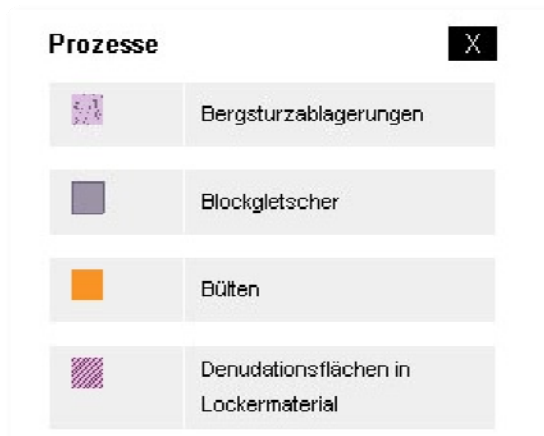 Prozesse X
Bergsturzablagerungen
Blockgletscher
Bülten
Denudationsflächen in
Lockermaterial